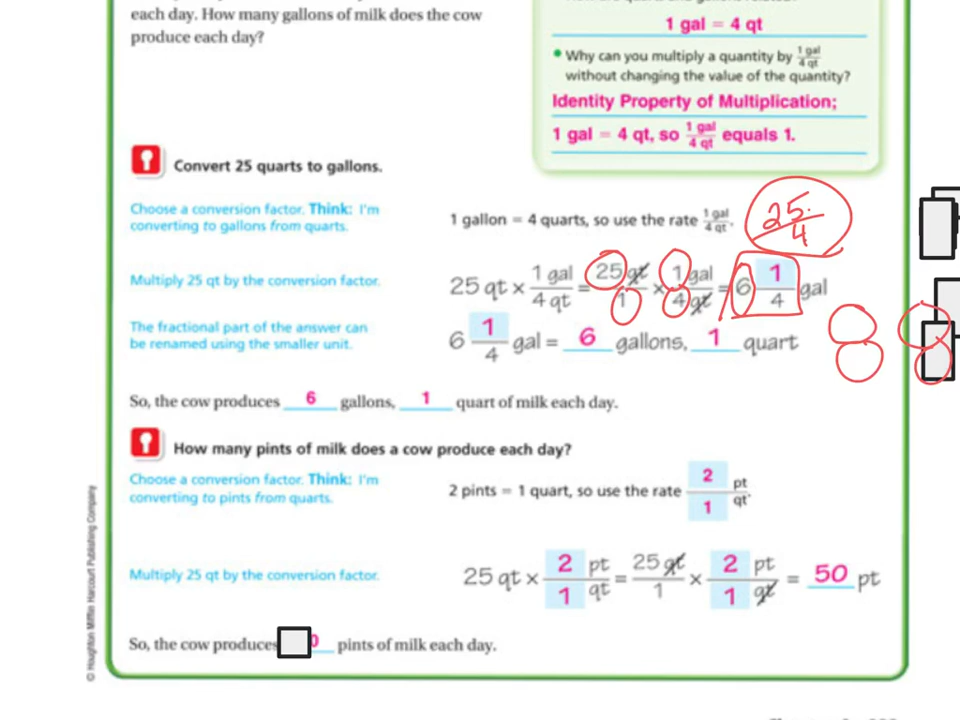 each day. How many gallons of milk does the cow
produce each day?
1 gal = 4 qt
• Why can you multiply a quantity by 1 gal/4 qt
without changing the value of the quantity?
Identity Property of Multiplication;
1 gal = 4 qt, so 1 gal/4 qt equals 1.
Convert 25 quarts to gallons.
Choose a conversion factor. Think: I'm
converting to gallons from quarts.
1 gallon = 4 quarts, so use the rate 1 gal/4 qt.
25/4
Multiply 25 qt by the conversion factor.
25 qt × 1 gal/4 qt = 25 qt/1 × 1 gal/4 qt = 6 1/4 gal
The fractional part of the answer can
be renamed using the smaller unit.
6 1/4 gal = 6 gallons, 1 quart
So, the cow produces 6 gallons, 1 quart of milk each day.
How many pints of milk does a cow produce each day?
Choose a conversion factor. Think: I'm
converting to pints from quarts.
2 pints = 1 quart, so use the rate 2 pt/1 qt.
Multiply 25 qt by the conversion factor.
25 qt × 2 pt/1 qt = 25 qt/1 × 2 pt/1 qt = 50 pt
So, the cow produces 0 pints of milk each day.
© Houghton Mifflin Harcourt Publishing Company